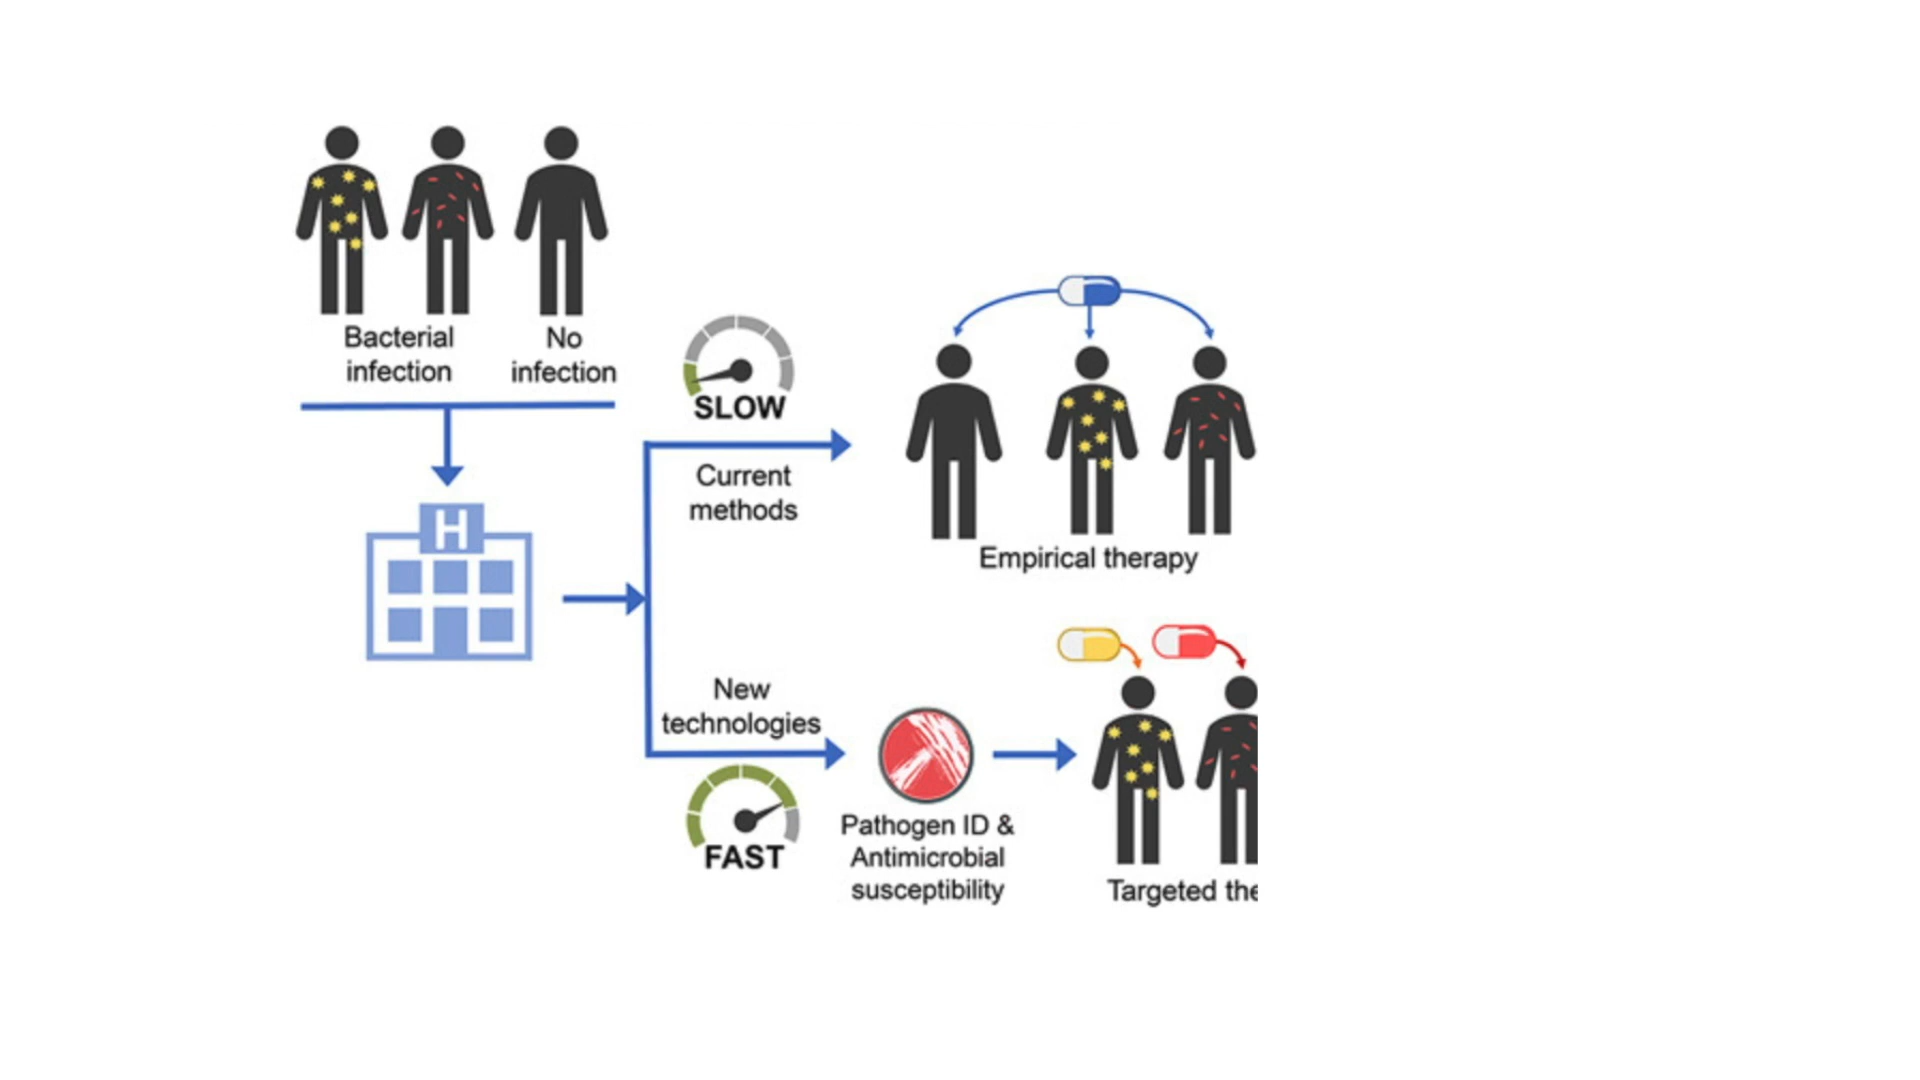 Bacterial
infection
No
infection
SLOW
Current
methods
H
Empirical therapy
New
technologies
FAST
Pathogen ID &
Antimicrobial
susceptibility
Targeted the